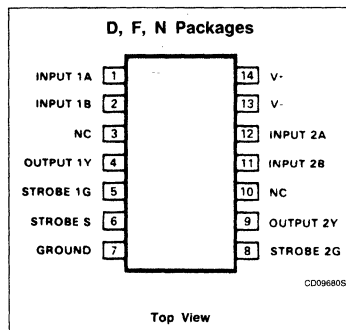 D, F, N Packages
INPUT 1A 1
14 V-
INPUT 1B 2
13 V-
NC 3
12 INPUT 2A
OUTPUT 1Y 4
11 INPUT 2B
STROBE 1G 5
10 NC
STROBE S 6
9 OUTPUT 2Y
GROUND 7
8 STROBE 2G
CD09680S
Top View